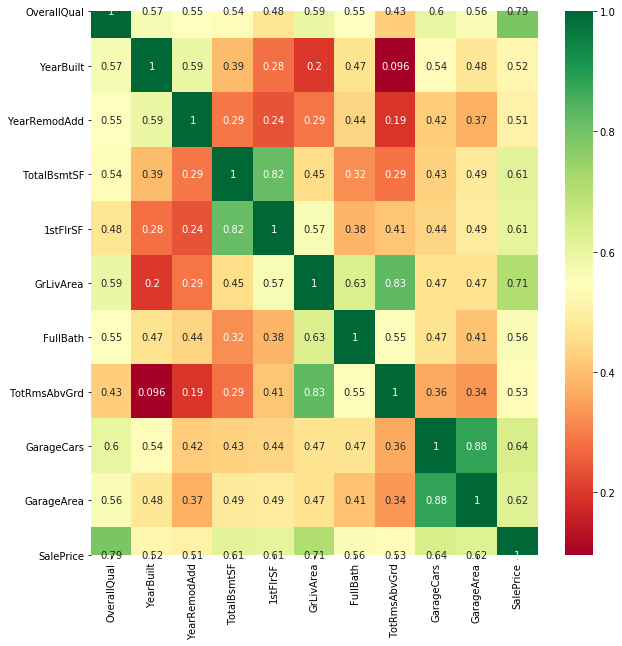 OverallQual 1 0.57 0.55 0.54 0.48 0.59 0.55 0.43 0.6 0.56 0.79
YearBuilt 0.57 1 0.59 0.39 0.28 0.2 0.47 0.096 0.54 0.48 0.52
YearRemodAdd 0.55 0.59 1 0.29 0.24 0.29 0.44 0.19 0.42 0.37 0.51
TotalBsmtSF 0.54 0.39 0.29 1 0.82 0.45 0.32 0.29 0.43 0.49 0.61
1stFlrSF 0.48 0.28 0.24 0.82 1 0.57 0.38 0.41 0.44 0.49 0.61
GrLivArea 0.59 0.2 0.29 0.45 0.57 1 0.63 0.83 0.47 0.47 0.71
FullBath 0.55 0.47 0.44 0.32 0.38 0.63 1 0.55 0.47 0.41 0.56
TotRmsAbvGrd 0.43 0.096 0.19 0.29 0.41 0.83 0.55 1 0.36 0.34 0.53
GarageCars 0.6 0.54 0.42 0.43 0.44 0.47 0.47 0.36 1 0.88 0.64
GarageArea 0.56 0.48 0.37 0.49 0.49 0.47 0.41 0.34 0.88 1 0.62
SalePrice 0.79 0.52 0.51 0.61 0.61 0.71 0.56 0.53 0.64 0.62 1
OverallQual
YearBuilt
YearRemodAdd
TotalBsmtSF
1stFlrSF
GrLivArea
FullBath
TotRmsAbvGrd
GarageCars
GarageArea
SalePrice
1.0
0.8
0.6
0.4
0.2